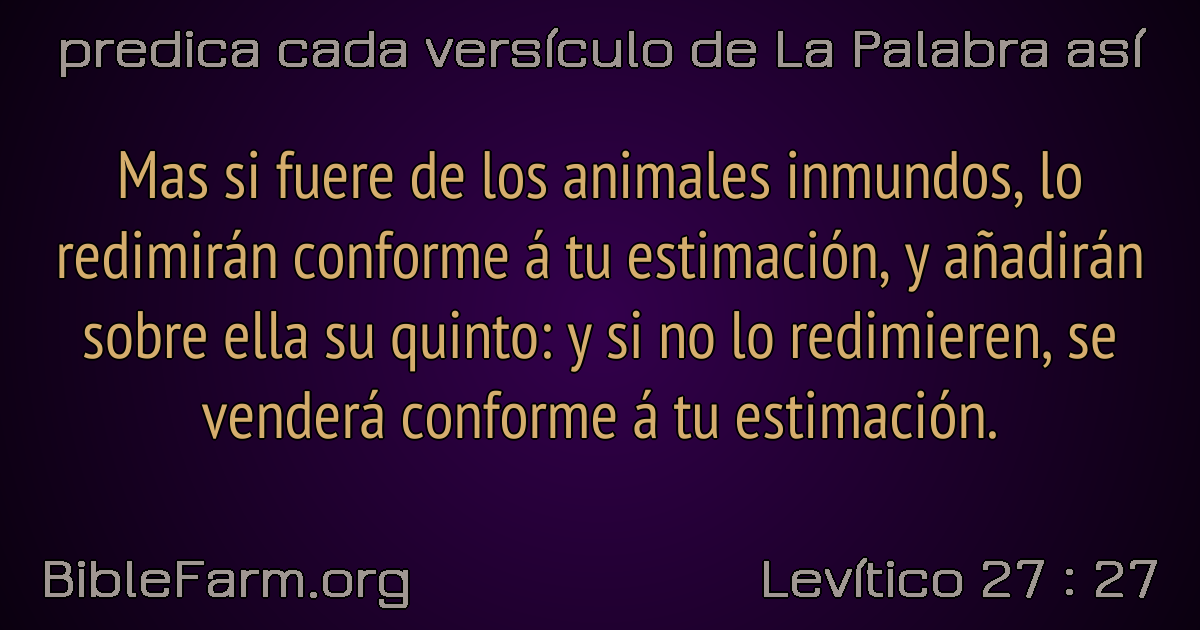 predica cada versículo de La Palabra así
Mas si fuere de los animales inmundos, lo
redimirán conforme á tu estimación, y añadirán
sobre ella su quinto: y si no lo redimieren, se
venderá conforme á tu estimación.
BibleFarm.org
Levítico 27 : 27